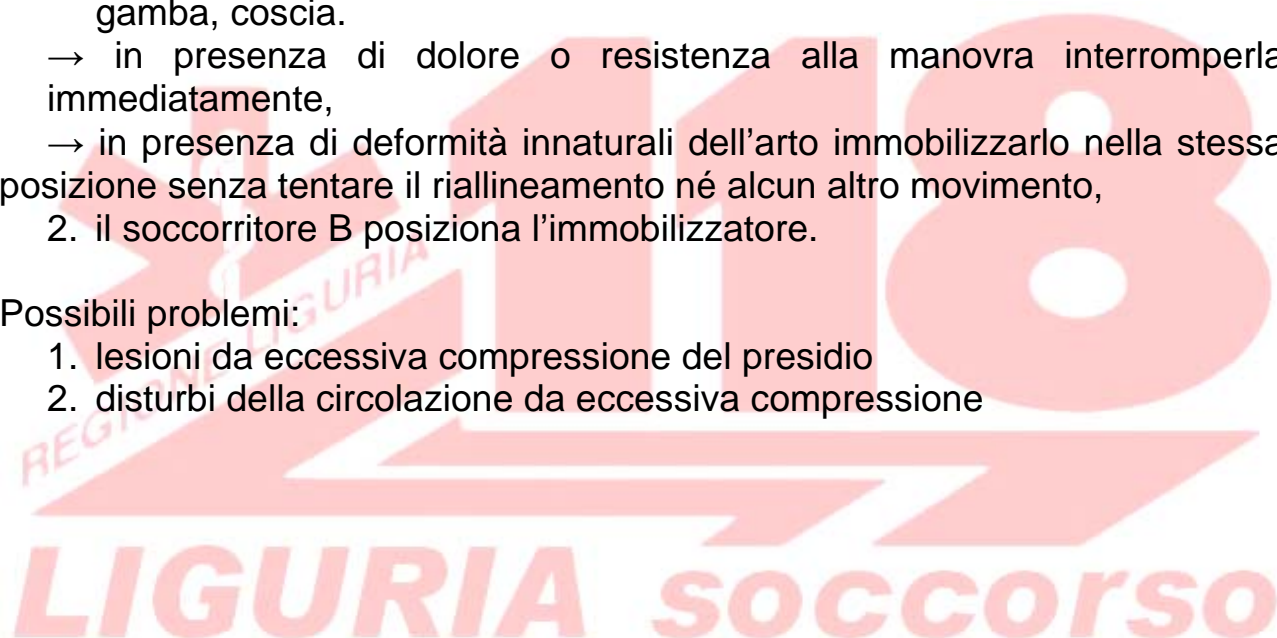 gamba, coscia.
→ in presenza di dolore o resistenza alla manovra interromperla
immediatamente,
→ in presenza di deformità innaturali dell’arto immobilizzarlo nella stessa
posizione senza tentare il riallineamento né alcun altro movimento,
2. il soccorritore B posiziona l’immobilizzatore.
Possibili problemi:
1. lesioni da eccessiva compressione del presidio
2. disturbi della circolazione da eccessiva compressione
118
REGIONE LIGURIA
LIGURIA soccorso